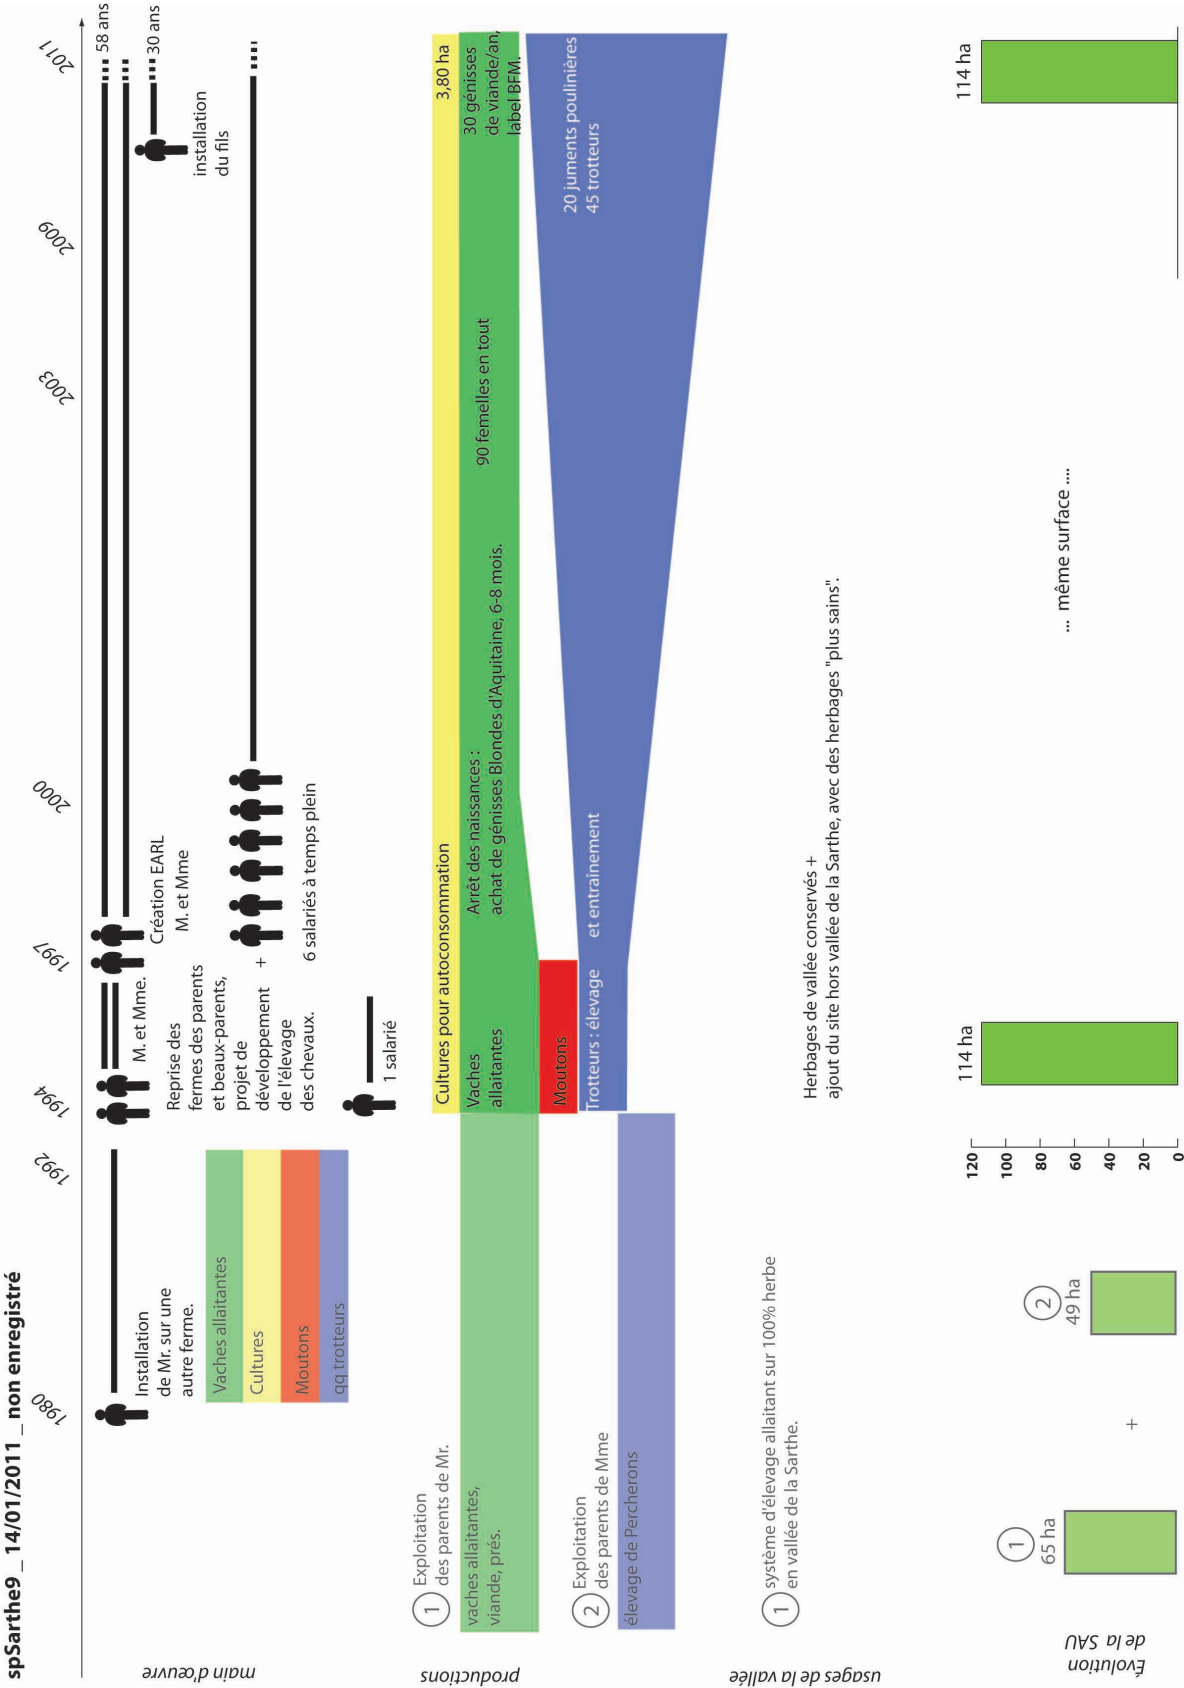 spSarthe9 _ 14/01/2011 _ non enregistré
1980
1992
1994
1997
2000
2003
2009
2011
main d'œuvre
Installation
de Mr. sur une
autre ferme.
Vaches allaitantes
Cultures
Moutons
qq trotteurs
M. et Mme.
Reprise des
fermes des parents
et beaux-parents,
projet de
développement
de l'élevage
des chevaux.
+
1 salarié
Création EARL
M. et Mme
6 salariés à temps plein
installation
du fils
58 ans
30 ans
productions
1
Exploitation
des parents de Mr.
vaches allaitantes,
viande, prés.
2
Exploitation
des parents de Mme
élevage de Percherons
Cultures pour autoconsommation
3,80 ha
Vaches
allaitantes
Arrêt des naissances :
achat de génisses Blondes d'Aquitaine, 6-8 mois.
90 femelles en tout
30 génisses
de viande/an,
label BFM.
Moutons
Trotteurs : élevage et entraînement
20 juments poulinières
45 trotteurs
usages de la vallée
1
système d'élevage allaitant sur 100% herbe
en vallée de la Sarthe.
Herbages de vallée conservés +
ajout du site hors vallée de la Sarthe, avec des herbages "plus sains".
Évolution
de la SAU
1
65 ha
+
2
49 ha
120
100
80
60
40
20
0
114 ha
... même surface ....
114 ha